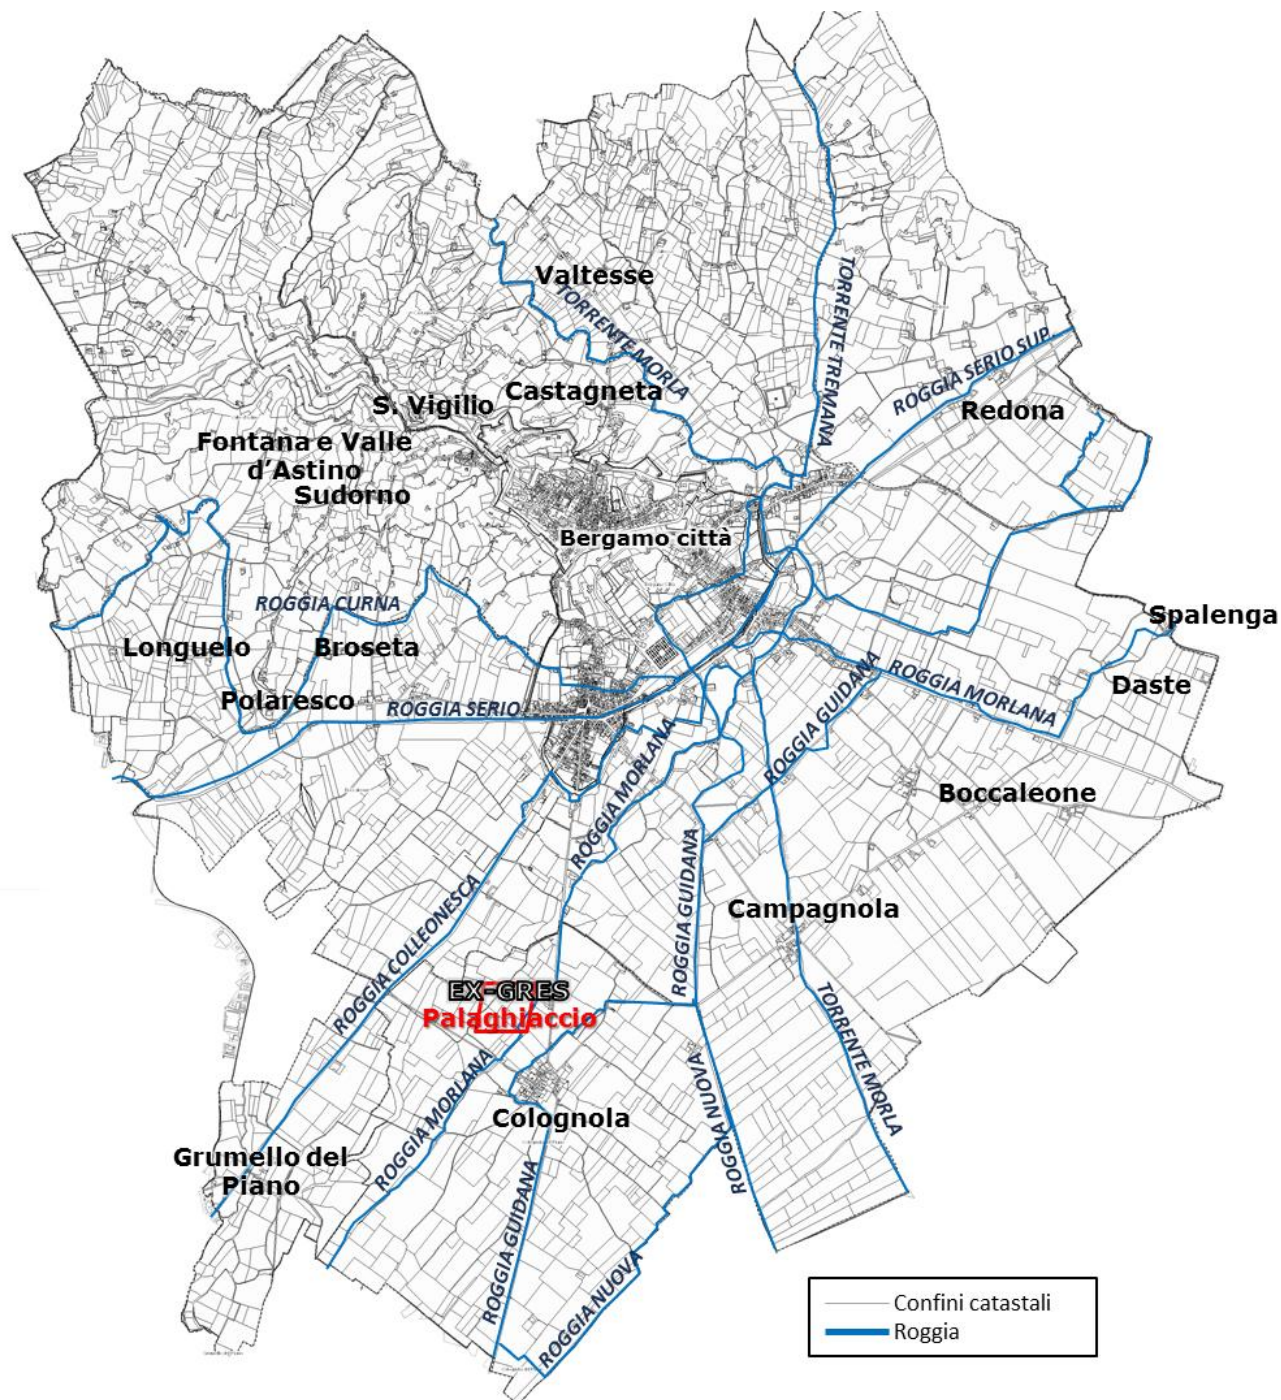 Valtesse
TORRENTE MORLA
TORRENTE TREMANA
ROGGIA SERIO SUP.
Castagneta
S. Vigilio
Redona
Fontana e Valle
d'Astino
Sudorno
Bergamo città
ROGGIA CURNA
Longuelo
Broseta
Spalenga
Daste
Polaresco
ROGGIA SERIO
ROGGIA MORLANA
ROGGIA GUIDANA
ROGGIA MORLANA
Boccaleone
ROGGIA GUIDANA
Campagnola
ROGGIA COLLEONESCA
EX-GRES
Palaghiaccio
TORRENTE MORLA
ROGGIA MORLANA
ROGGIA NUOVA
Colognola
Grumello del
Piano
ROGGIA GUIDANA
ROGGIA NUOVA
Confini catastali
Roggia